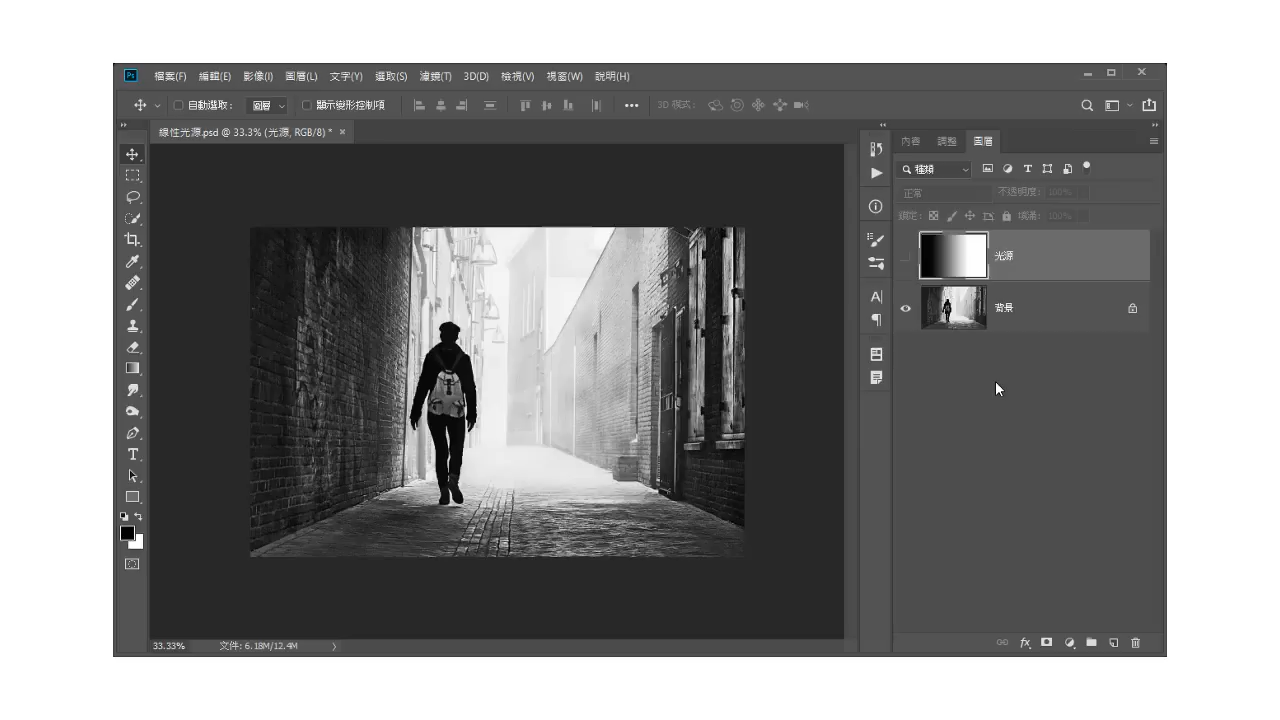 Ps 檔案(F) 編輯(E) 影像(I) 圖層(L) 文字(Y) 選取(S) 濾鏡(T) 3D(D) 檢視(V) 視窗(W) 說明(H)
自動選取： 圖層 顯示變形控制項 3D 模式：
線性光源.psd @ 33.3% (光源, RGB/8) *
內容 調整 圖層
種類
正常 不透明度： 100%
鎖定： 填滿： 100%
光源
背景
33.33% 文件: 6.18M/12.4M